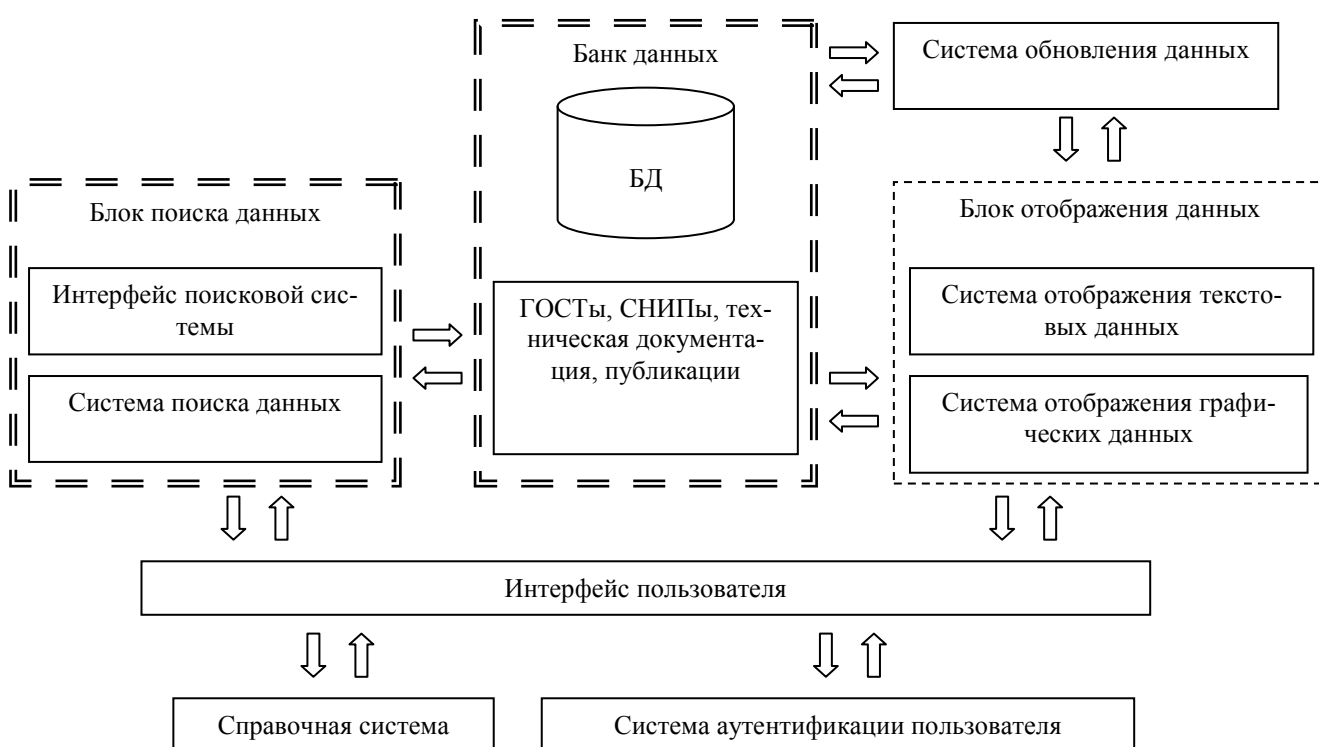 Банк данных
Система обновления данных
БД
Блок поиска данных
Блок отображения данных
Интерфейс поисковой сис-
темы
ГОСТы, СНИПы, тех-
ническая документа-
ция, публикации
Система отображения тексто-
вых данных
Система поиска данных
Система отображения графи-
ческих данных
Интерфейс пользователя
Справочная система
Система аутентификации пользователя